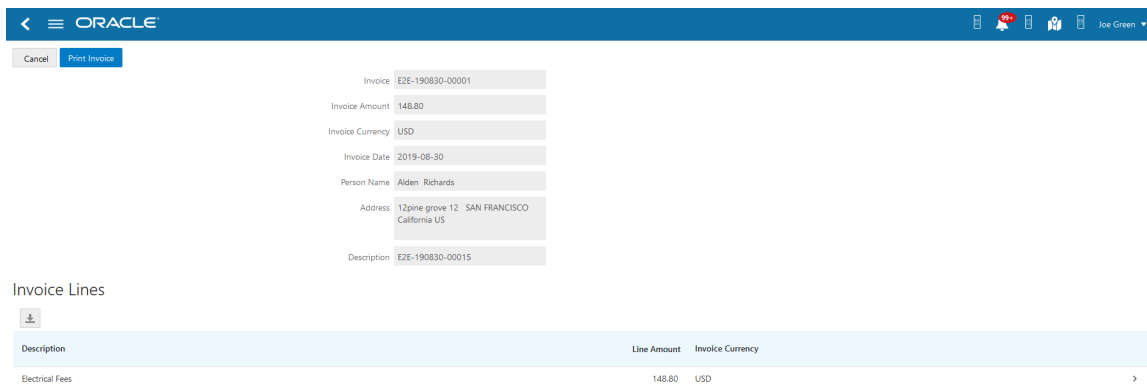 ORACLE
99+
Joe Green
Cancel
Print Invoice
Invoice E2E-190830-00001
Invoice Amount 148.80
Invoice Currency USD
Invoice Date 2019-08-30
Person Name Alden Richards
Address 12pine grove 12 SAN FRANCISCO
California US
Description E2E-190830-00015
Invoice Lines
Description Line Amount Invoice Currency
Electrical Fees 148.80 USD